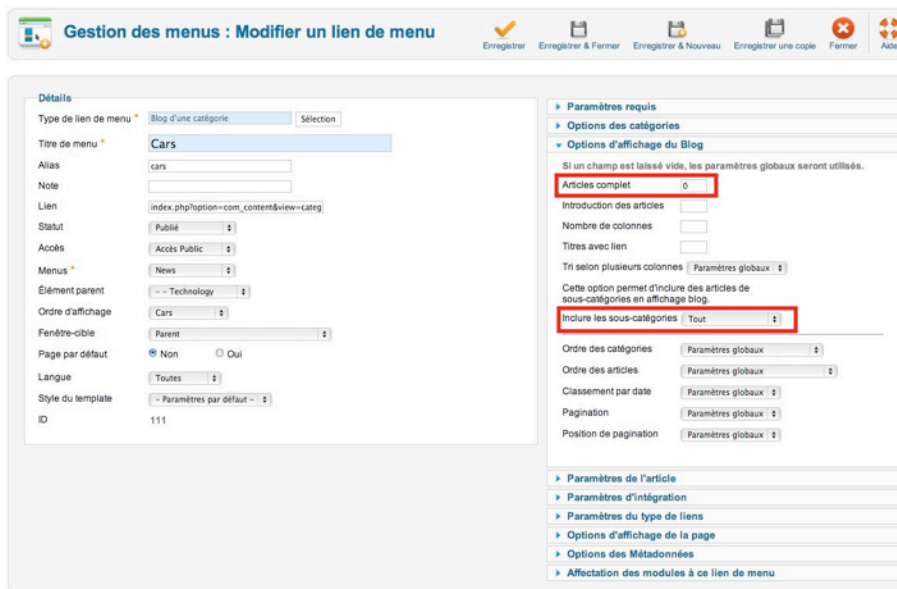 Gestion des menus : Modifier un lien de menu
Enregistrer
Enregistrer & Fermer
Enregistrer & Nouveau
Enregistrer une copie
Fermer
Aide
Détails
Type de lien de menu * Blog d'une catégorie Sélection
Titre de menu * Cars
Alias cars
Note
Lien index.php?option=com_content&view=categ
Statut Publié
Accès Accès Public
Menus * News
Élément parent - - Technology
Ordre d'affichage Cars
Fenêtre-cible Parent
Page par défaut Non Oui
Langue Toutes
Style du template - Paramètres par défaut -
ID 111
Paramètres requis
Options des catégories
Options d'affichage du Blog
Si un champ est laissé vide, les paramètres globaux seront utilisés.
Articles complet 0
Introduction des articles
Nombre de colonnes
Titres avec lien
Tri selon plusieurs colonnes Paramètres globaux
Cette option permet d'inclure des articles de
sous-catégories en affichage blog.
Inclure les sous-catégories Tout
Ordre des catégories Paramètres globaux
Ordre des articles Paramètres globaux
Classement par date Paramètres globaux
Pagination Paramètres globaux
Position de pagination Paramètres globaux
Paramètres de l'article
Paramètres d'intégration
Paramètres du type de liens
Options d'affichage de la page
Options des Métadonnées
Affectation des modules à ce lien de menu